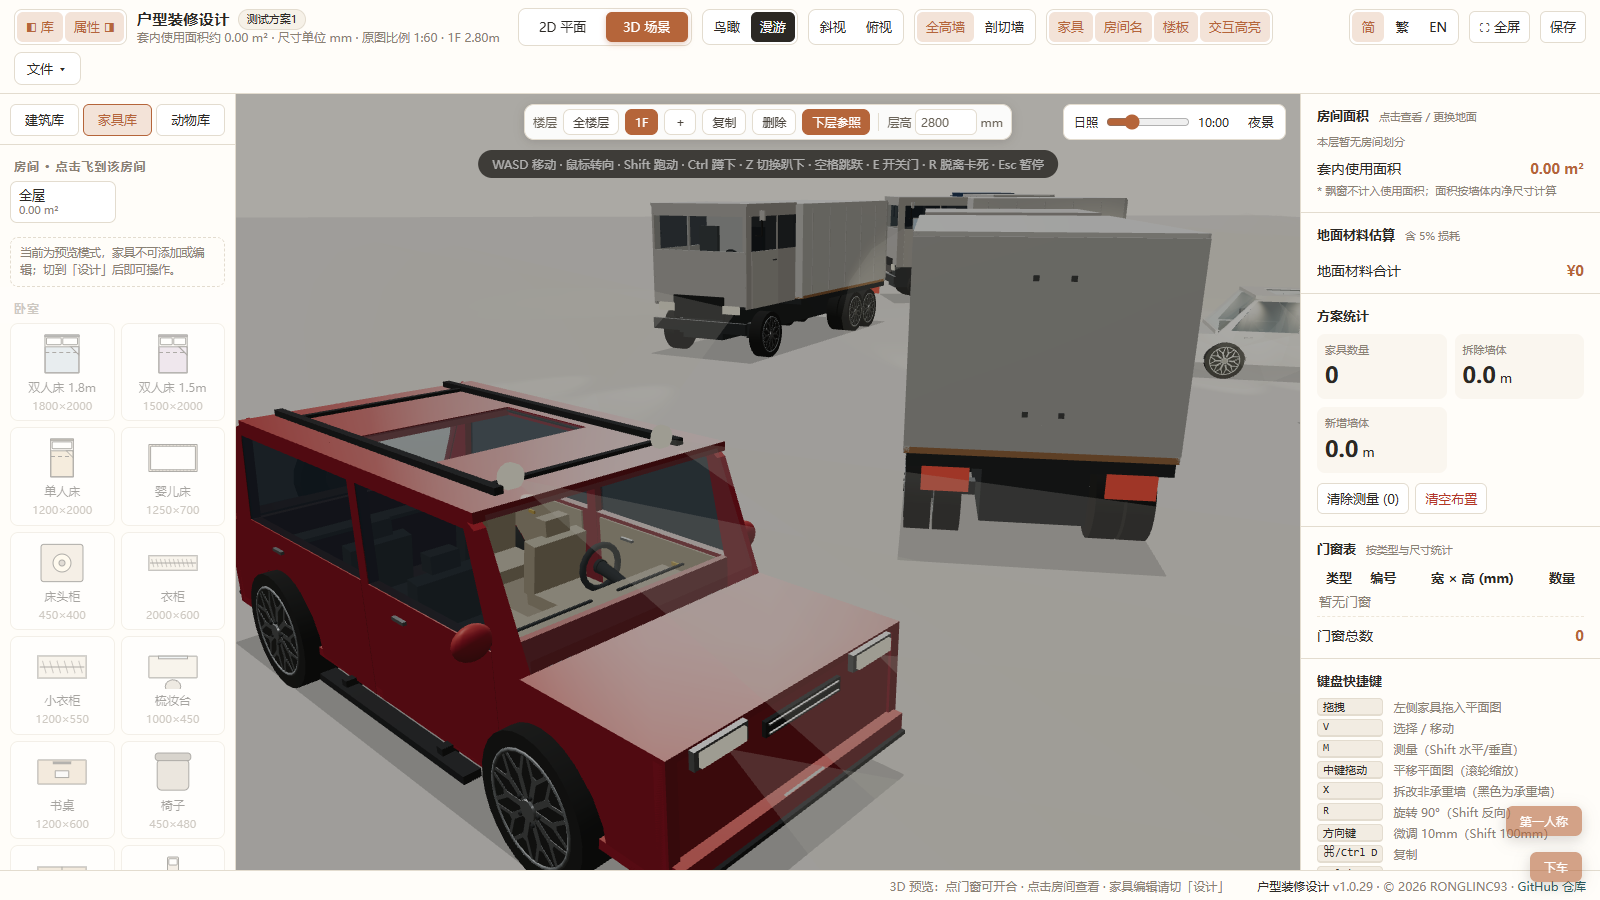 库
属性
户型装修设计 测试方案1
套内使用面积约 0.00 m² · 尺寸单位 mm · 原图比例 1:60 · 1F 2.80m
2D 平面
3D 场景
鸟瞰
漫游
斜视
俯视
全高墙
剖切墙
家具
房间名
楼板
交互高亮
简
繁
EN
全屏
保存
文件
建筑库
家具库
动物库
房间 · 点击飞到该房间
全屋
0.00 m²
当前为预览模式，家具不可添加或编
辑；切到「设计」后即可操作。
卧室
双人床 1.8m
1800×2000
双人床 1.5m
1500×2000
单人床
1200×2000
婴儿床
1250×700
床头柜
450×400
衣柜
2000×600
小衣柜
1200×550
梳妆台
1000×450
书桌
1200×600
椅子
450×480
楼层
全楼层
1F
+
复制
删除
下层参照
层高
2800
mm
日照
10:00
夜景
WASD 移动 · 鼠标转向 · Shift 跑动 · Ctrl 蹲下 · Z 切换趴下 · 空格跳跃 · E 开关门 · R 脱离卡死 · Esc 暂停
房间面积 点击查看 / 更换地面
本层暂无房间划分
套内使用面积 0.00 m²
* 飘窗不计入使用面积；面积按墙体内净尺寸计算
地面材料估算 含 5% 损耗
地面材料合计 ¥0
方案统计
家具数量
0
拆除墙体
0.0 m
新增墙体
0.0 m
清除测量 (0)
清空布置
门窗表 按类型与尺寸统计
类型 编号 宽 × 高 (mm) 数量
暂无门窗
门窗总数 0
键盘快捷键
拖拽 左侧家具拖入平面图
V 选择 / 移动
M 测量（Shift 水平/垂直）
中键拖动 平移平面图（滚轮缩放）
X 拆改非承重墙（黑色为承重墙）
R 旋转 90°（Shift 反向）
方向键 微调 10mm（Shift 100mm）
⌘/Ctrl D 复制
第一人称
下车
3D 预览：点门窗可开合 · 点击房间查看 · 家具编辑请切「设计」
户型装修设计 v1.0.29 · © 2026 RONGLINC93 · GitHub 仓库